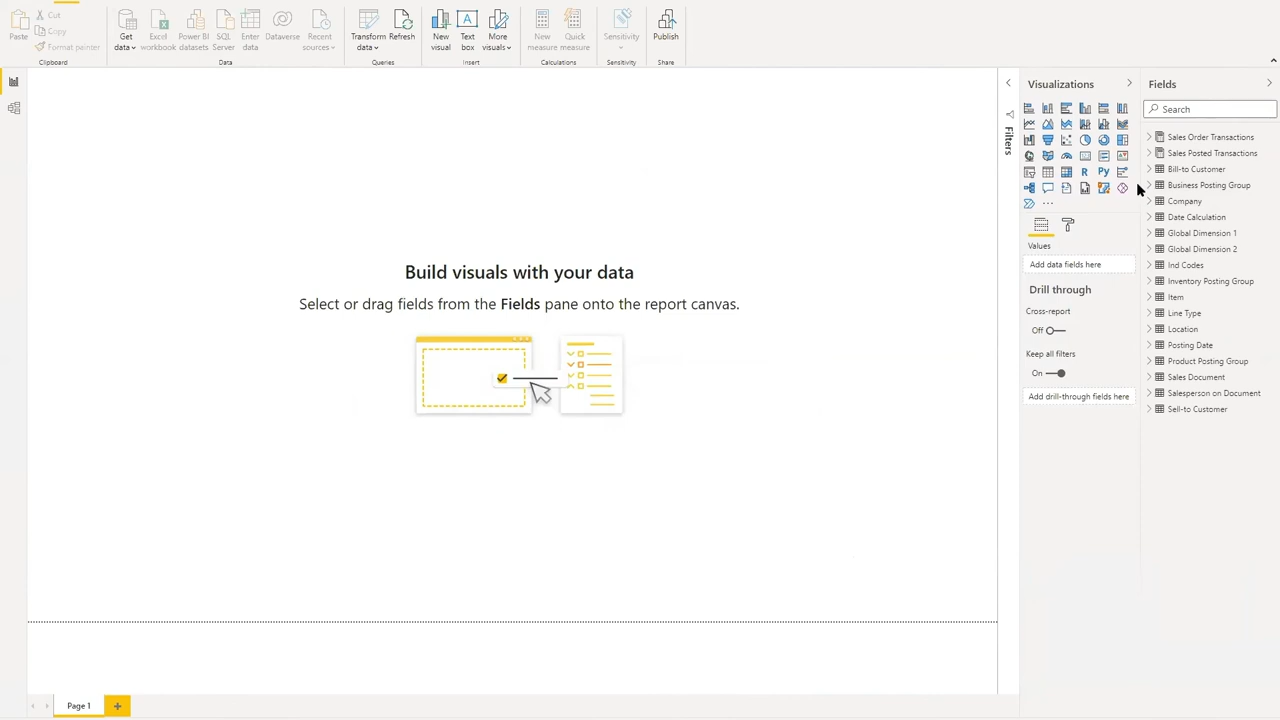 Cut
Copy
Format painter
Paste
Clipboard
Get data
Excel workbook
Power BI datasets
SQL Server
Enter data
Dataverse
Recent sources
Data
Transform data
Refresh
Queries
New visual
Text box
More visuals
Insert
New measure
Quick measure
Calculations
Sensitivity
Sensitivity
Publish
Share
Build visuals with your data
Select or drag fields from the Fields pane onto the report canvas.
Filters
Visualizations
R
Py
Values
Add data fields here
Drill through
Cross-report
Off
Keep all filters
On
Add drill-through fields here
Fields
Search
Sales Order Transactions
Sales Posted Transactions
Bill-to Customer
Business Posting Group
Company
Date Calculation
Global Dimension 1
Global Dimension 2
Ind Codes
Inventory Posting Group
Item
Line Type
Location
Posting Date
Product Posting Group
Sales Document
Salesperson on Document
Sell-to Customer
Page 1